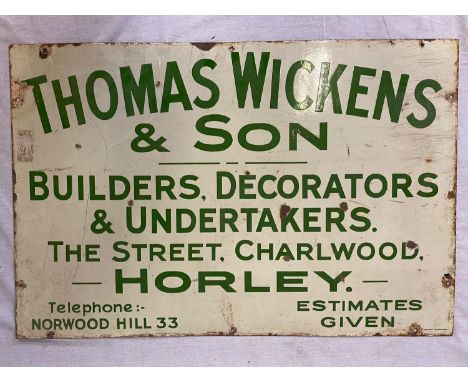 THOMAS WICKENS
& SON
BUILDERS, DECORATORS
& UNDERTAKERS.
THE STREET, CHARLWOOD,
— HORLEY. —
Telephone :- ESTIMATES
NORWOOD HILL 33 GIVEN